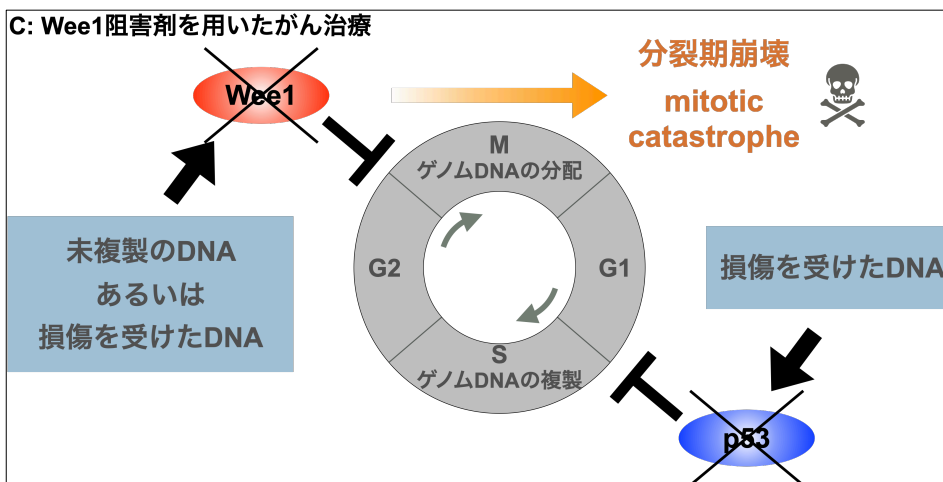 C: Wee1阻害剤を用いたがん治療
Wee1
分裂期崩壊
mitotic
catastrophe
M
ゲノムDNAの分配
未複製のDNA
あるいは
損傷を受けたDNA
G2
G1
損傷を受けたDNA
S
ゲノムDNAの複製
p53